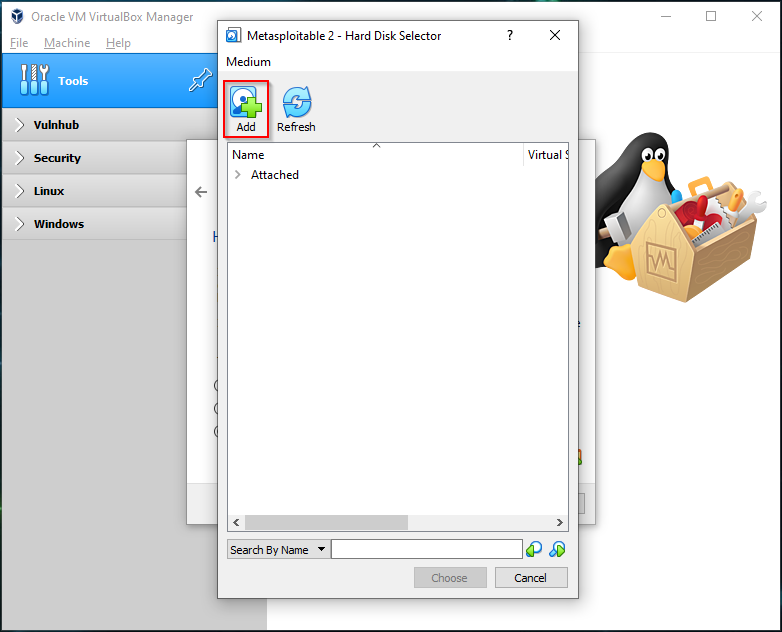 Oracle VM VirtualBox Manager
File Machine Help
Tools
Vulnhub
Security
Linux
Windows
Metasploitable 2 - Hard Disk Selector
?
Medium
Add Refresh
Name Virtual S
Attached
Search By Name
Choose Cancel